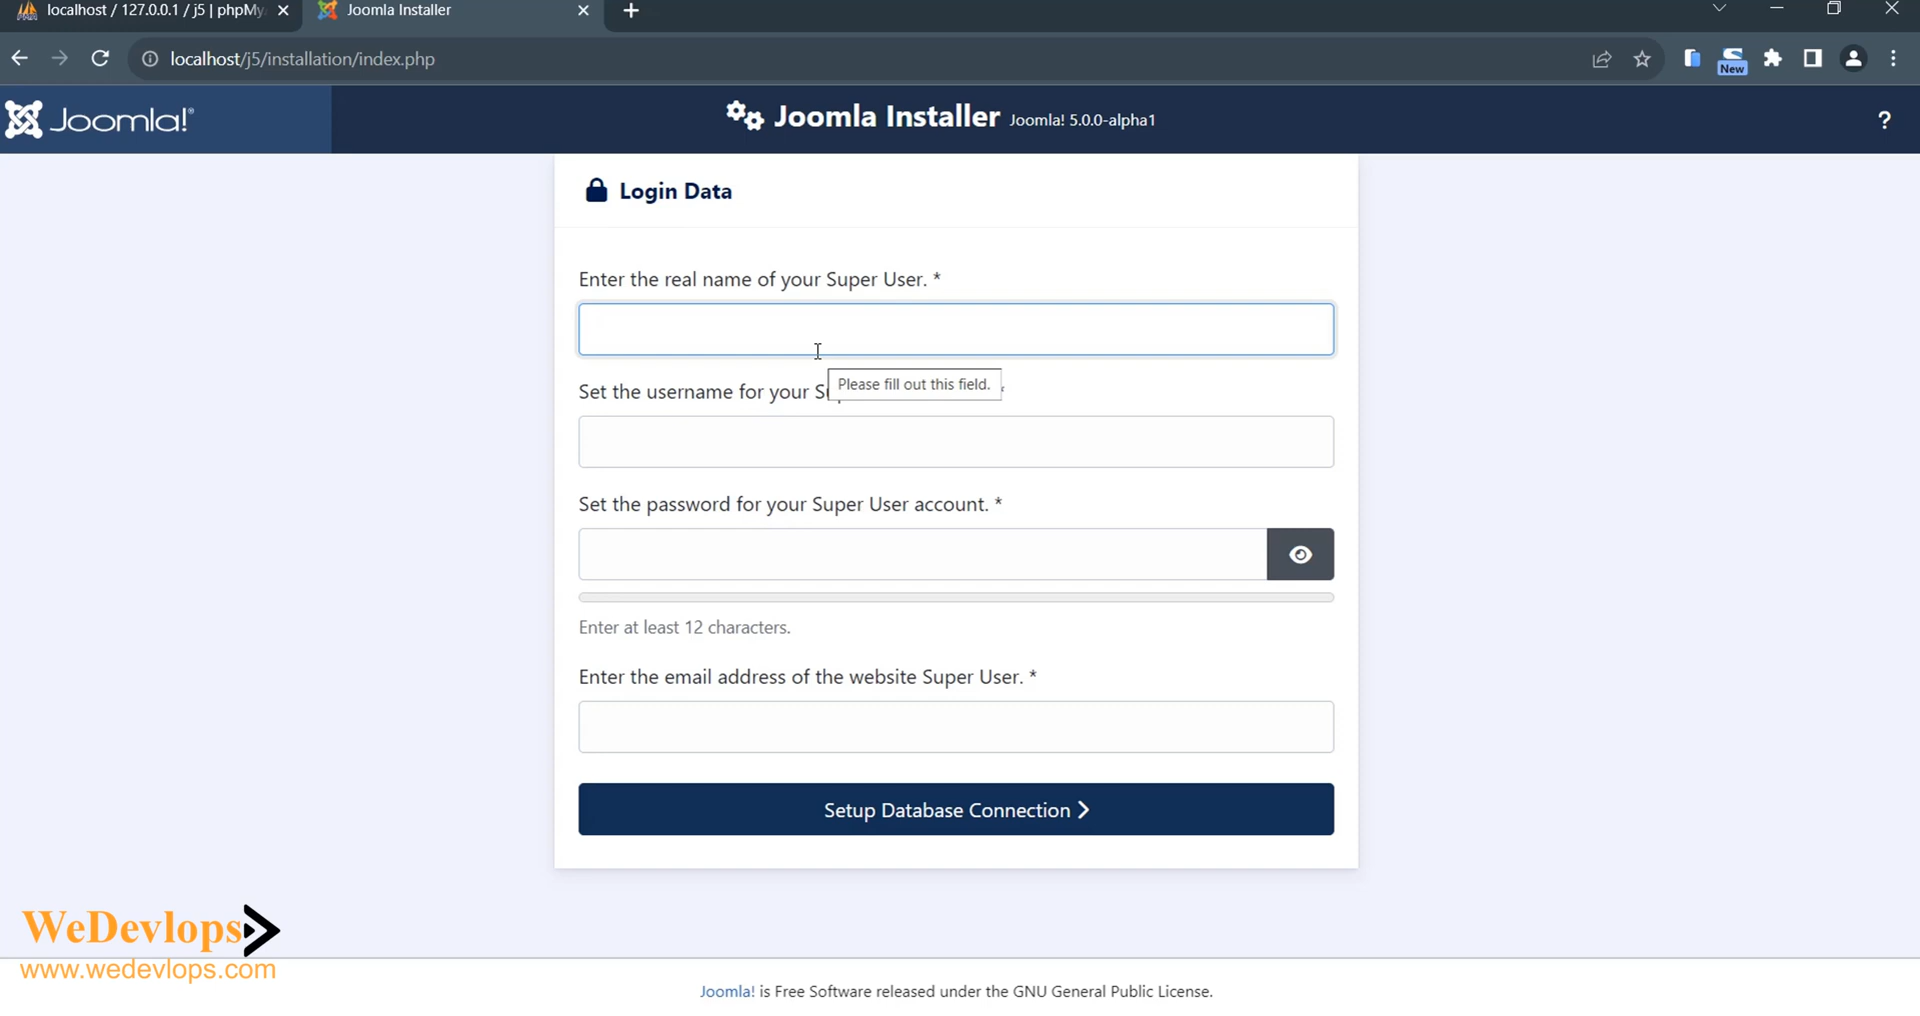 localhost / 127.0.0.1 / j5 | phpMy
Joomla Installer
localhost/j5/installation/index.php
New
Joomla!®
Joomla Installer Joomla! 5.0.0-alpha1
?
Login Data
Enter the real name of your Super User. *
Please fill out this field.
Set the username for your
Set the password for your Super User account. *
Enter at least 12 characters.
Enter the email address of the website Super User. *
Setup Database Connection
WeDevlops
www.wedevlops.com
Joomla! is Free Software released under the GNU General Public License.